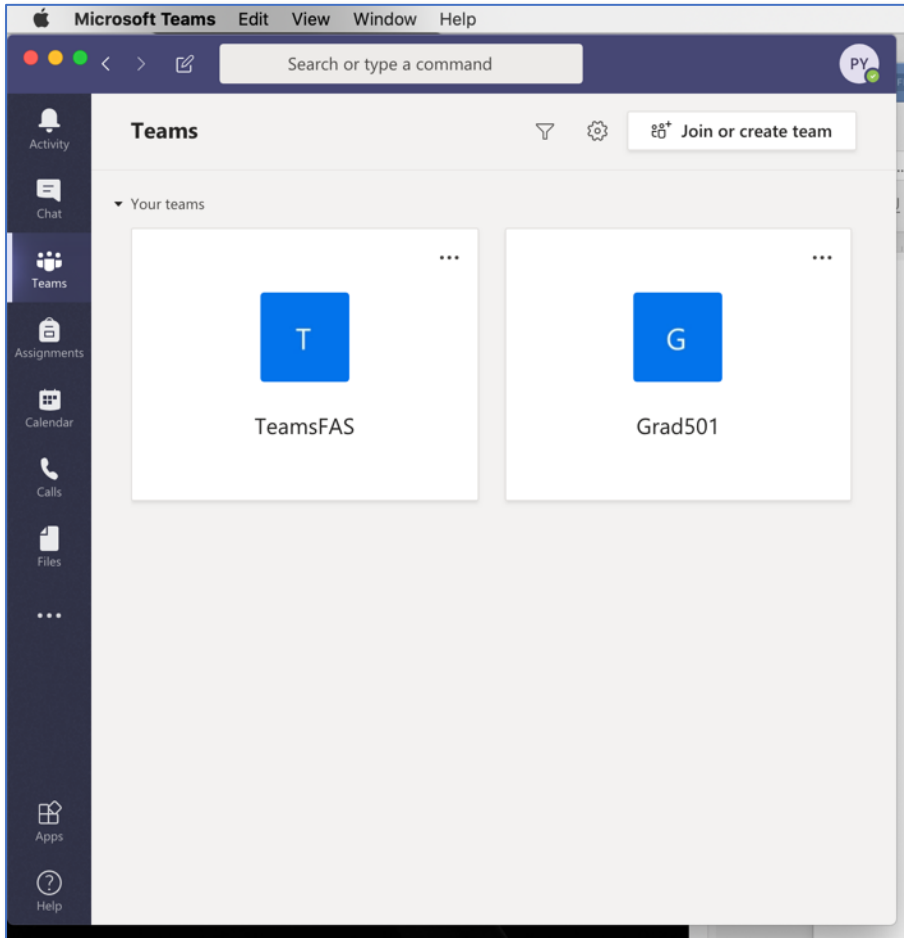 Microsoft Teams Edit View Window Help
Search or type a command
PY
Activity
Chat
Teams
Assignments
Calendar
Calls
Files
Apps
Help
Teams
Join or create team
Your teams
T
TeamsFAS
G
Grad501